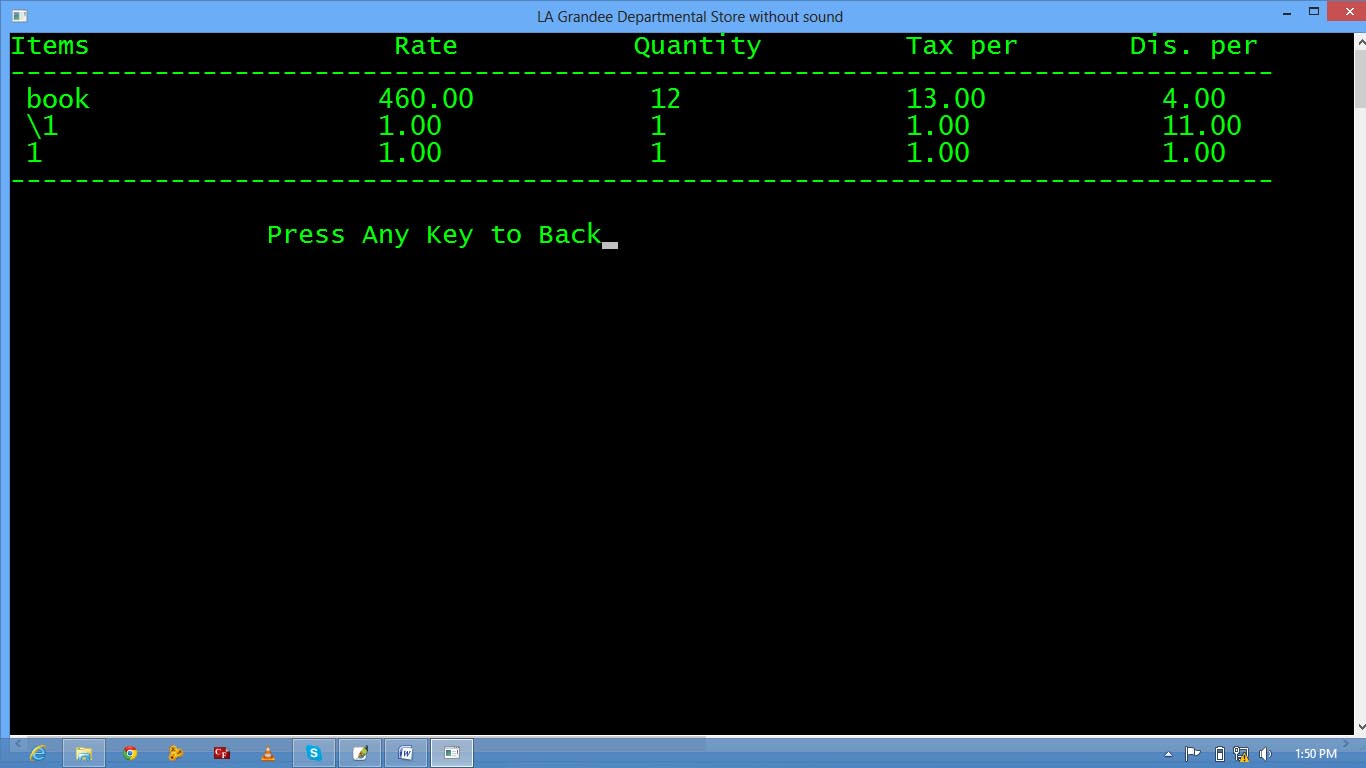 LA Grandee Departmental Store without sound
Items Rate Quantity Tax per Dis. per
--------------------------------------------------------------------------------
book 460.00 12 13.00 4.00
\1 1.00 1 1.00 11.00
1 1.00 1 1.00 1.00
--------------------------------------------------------------------------------
Press Any Key to Back
1:50 PM